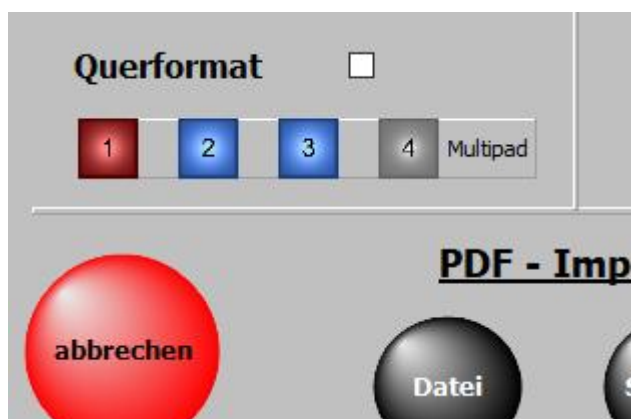 Querformat
1 2 3 4 Multipad
PDF - Imp
abbrechen
Datei
S